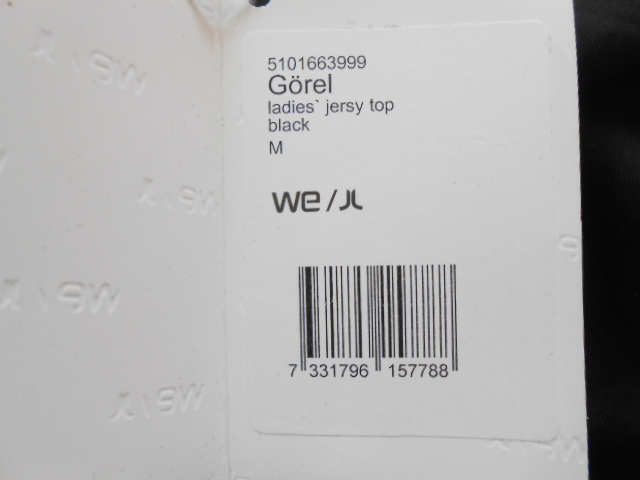 5101663999
Görel
ladies` jersy top
black
M
we/JL
7 331796 157788